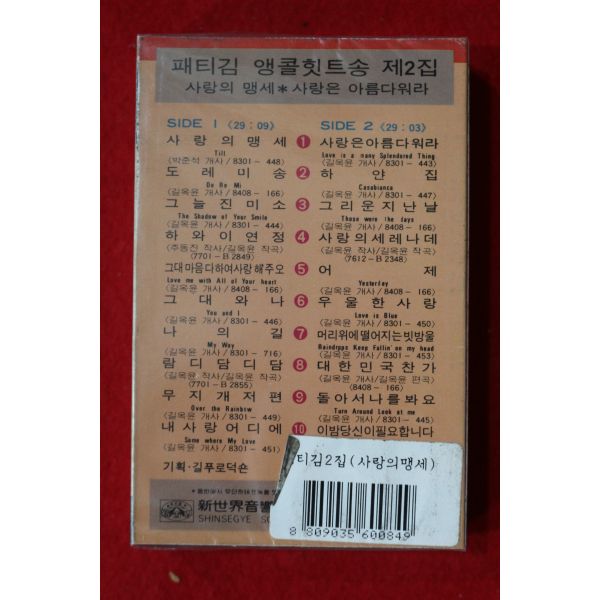 패티김 앵콜힛트송 제2집
사랑의 맹세*사랑은 아름다워라
SIDE 1 (29:09)
사랑의맹세
Till
(박준석 개사/8301-448)
도레미송
Do Re Mi
(길옥윤 개사/8408-166)
그늘진미소
The Shadow of Your Smile
(길옥윤 개사/8301-444)
하와이연정
(주동진 작사/길옥윤 작곡)
(7701-B2849)
그대마음다하여사랑해주오
Love me with All of Your heart
(길옥윤 개사/8408-166)
그대와나
You and I
(길옥윤 개사/8301-446)
나의길
My Way
(길옥윤 개사/8301-716)
람디담디담
(길옥윤 작사/길옥윤 작곡)
(7701-B2855)
무지개저편
Over the Rainbow
(길옥윤 개사/8301-449)
내사랑어디에
Some where My Love
(길옥윤 개사/8301-451)
1
2
3
4
5
6
7
8
9
10
SIDE 2 (29:03)
사랑은아름다워라
Love is a many Splendored Thing
(길옥윤 개사/8301-443)
하얀집
Casabianca
(길옥윤 개사/8301-447)
그리운지난날
Those were the days
(길옥윤 개사/8408-166)
사랑의세레나데
(길옥윤 작사/길옥윤 작곡)
(7612-B2348)
어제
Yesterley
(길옥윤 개사/8408-166)
우울한사랑
Love is Blue
(길옥윤 개사/8301-450)
머리위에떨어지는빗방울
Raindropps Keep Fallin' on my head
(길옥윤 개사/8301-453)
대한민국찬가
(길옥윤 개사/길옥윤 편곡)
(8408-166)
돌아서나를봐요
Turn Around Look at me
(길옥윤 개사/8301-445)
이밤당신이필요합니다
기획·길푸로덕숀
新世界音響
SHINSEGYE SO
티김2집(사랑의맹세)
8 809035 600849